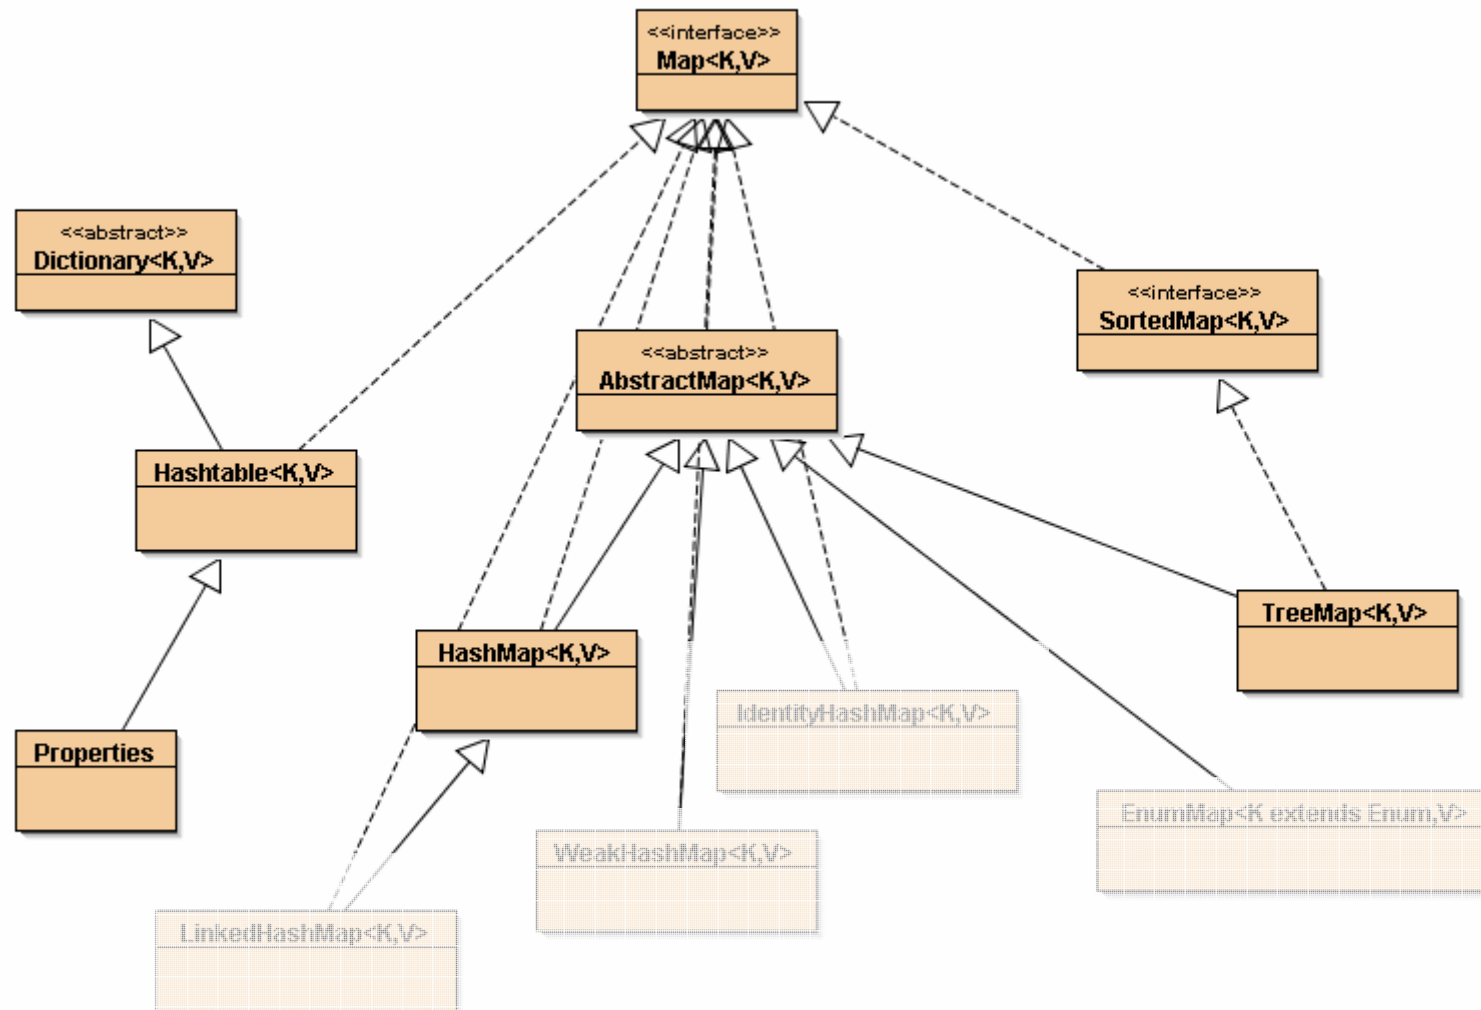 <<interface>>
Map<K,V>
<<abstract>>
Dictionary<K,V>
<<interface>>
SortedMap<K,V>
<<abstract>>
AbstractMap<K,V>
Hashtable<K,V>
TreeMap<K,V>
HashMap<K,V>
IdentityHashMap<K,V>
Properties
EnumMap<K extends Enum,V>
WeakHashMap<K,V>
LinkedHashMap<K,V>